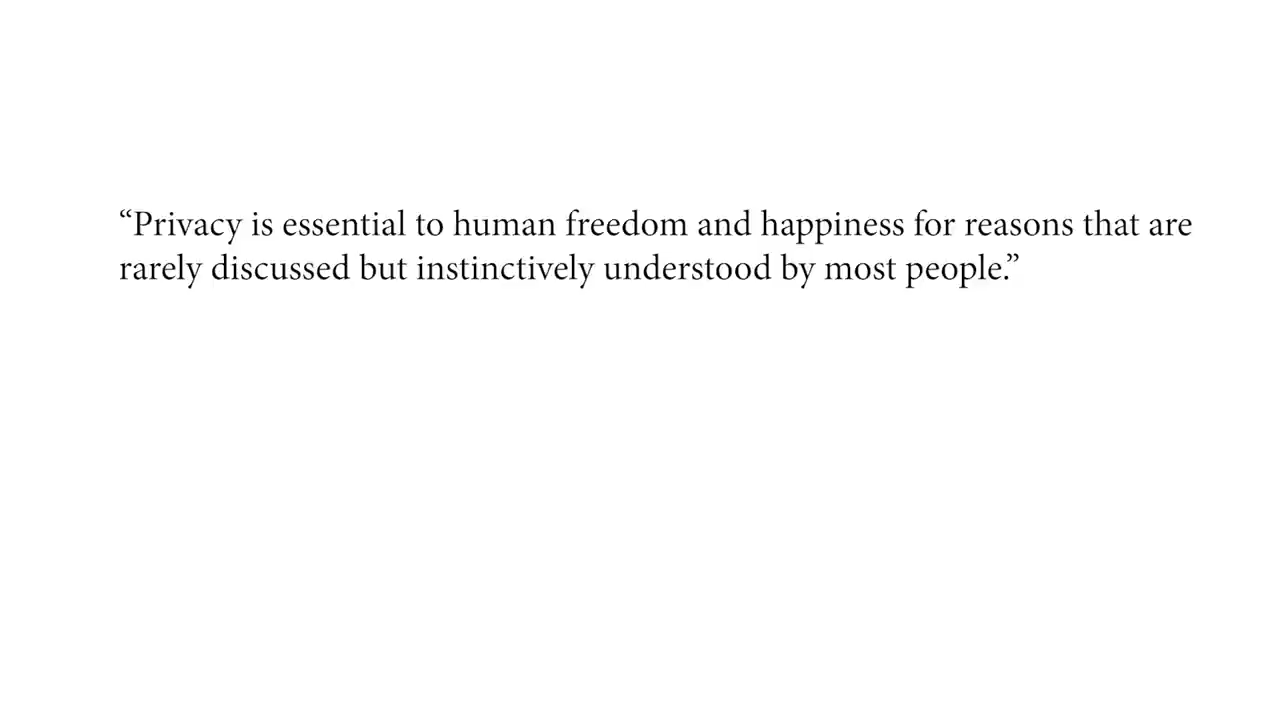 “Privacy is essential to human freedom and happiness for reasons that are
rarely discussed but instinctively understood by most people.”